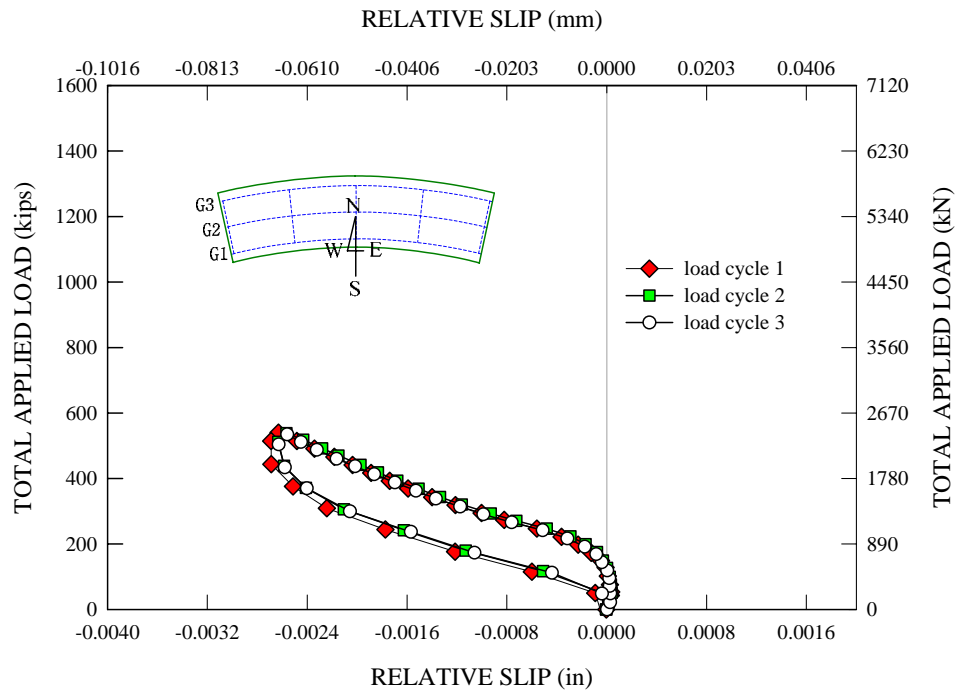 RELATIVE SLIP (mm)
-0.1016 -0.0813 -0.0610 -0.0406 -0.0203 0.0000 0.0203 0.0406
1600 7120
1400 6230
1200 5340
1000 4450
800 3560
600 2670
400 1780
200 890
0 0
TOTAL APPLIED LOAD (kips)
TOTAL APPLIED LOAD (kN)
G3
G2
G1
N
W E
S
load cycle 1
load cycle 2
load cycle 3
-0.0040 -0.0032 -0.0024 -0.0016 -0.0008 0.0000 0.0008 0.0016
RELATIVE SLIP (in)